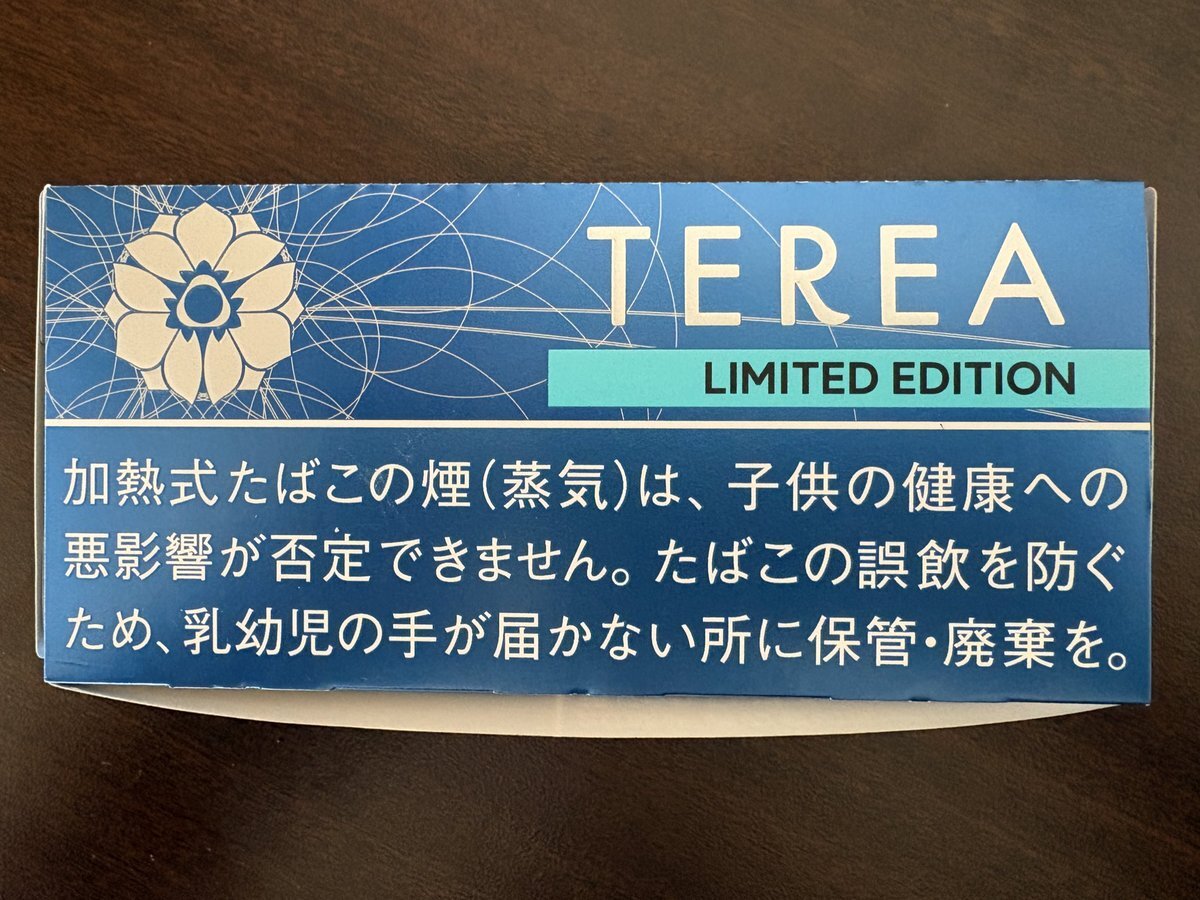 TEREA
LIMITED EDITION
加熱式たばこの煙(蒸気)は、子供の健康への
悪影響が否定できません。たばこの誤飲を防ぐ
ため、乳幼児の手が届かない所に保管・廃棄を。